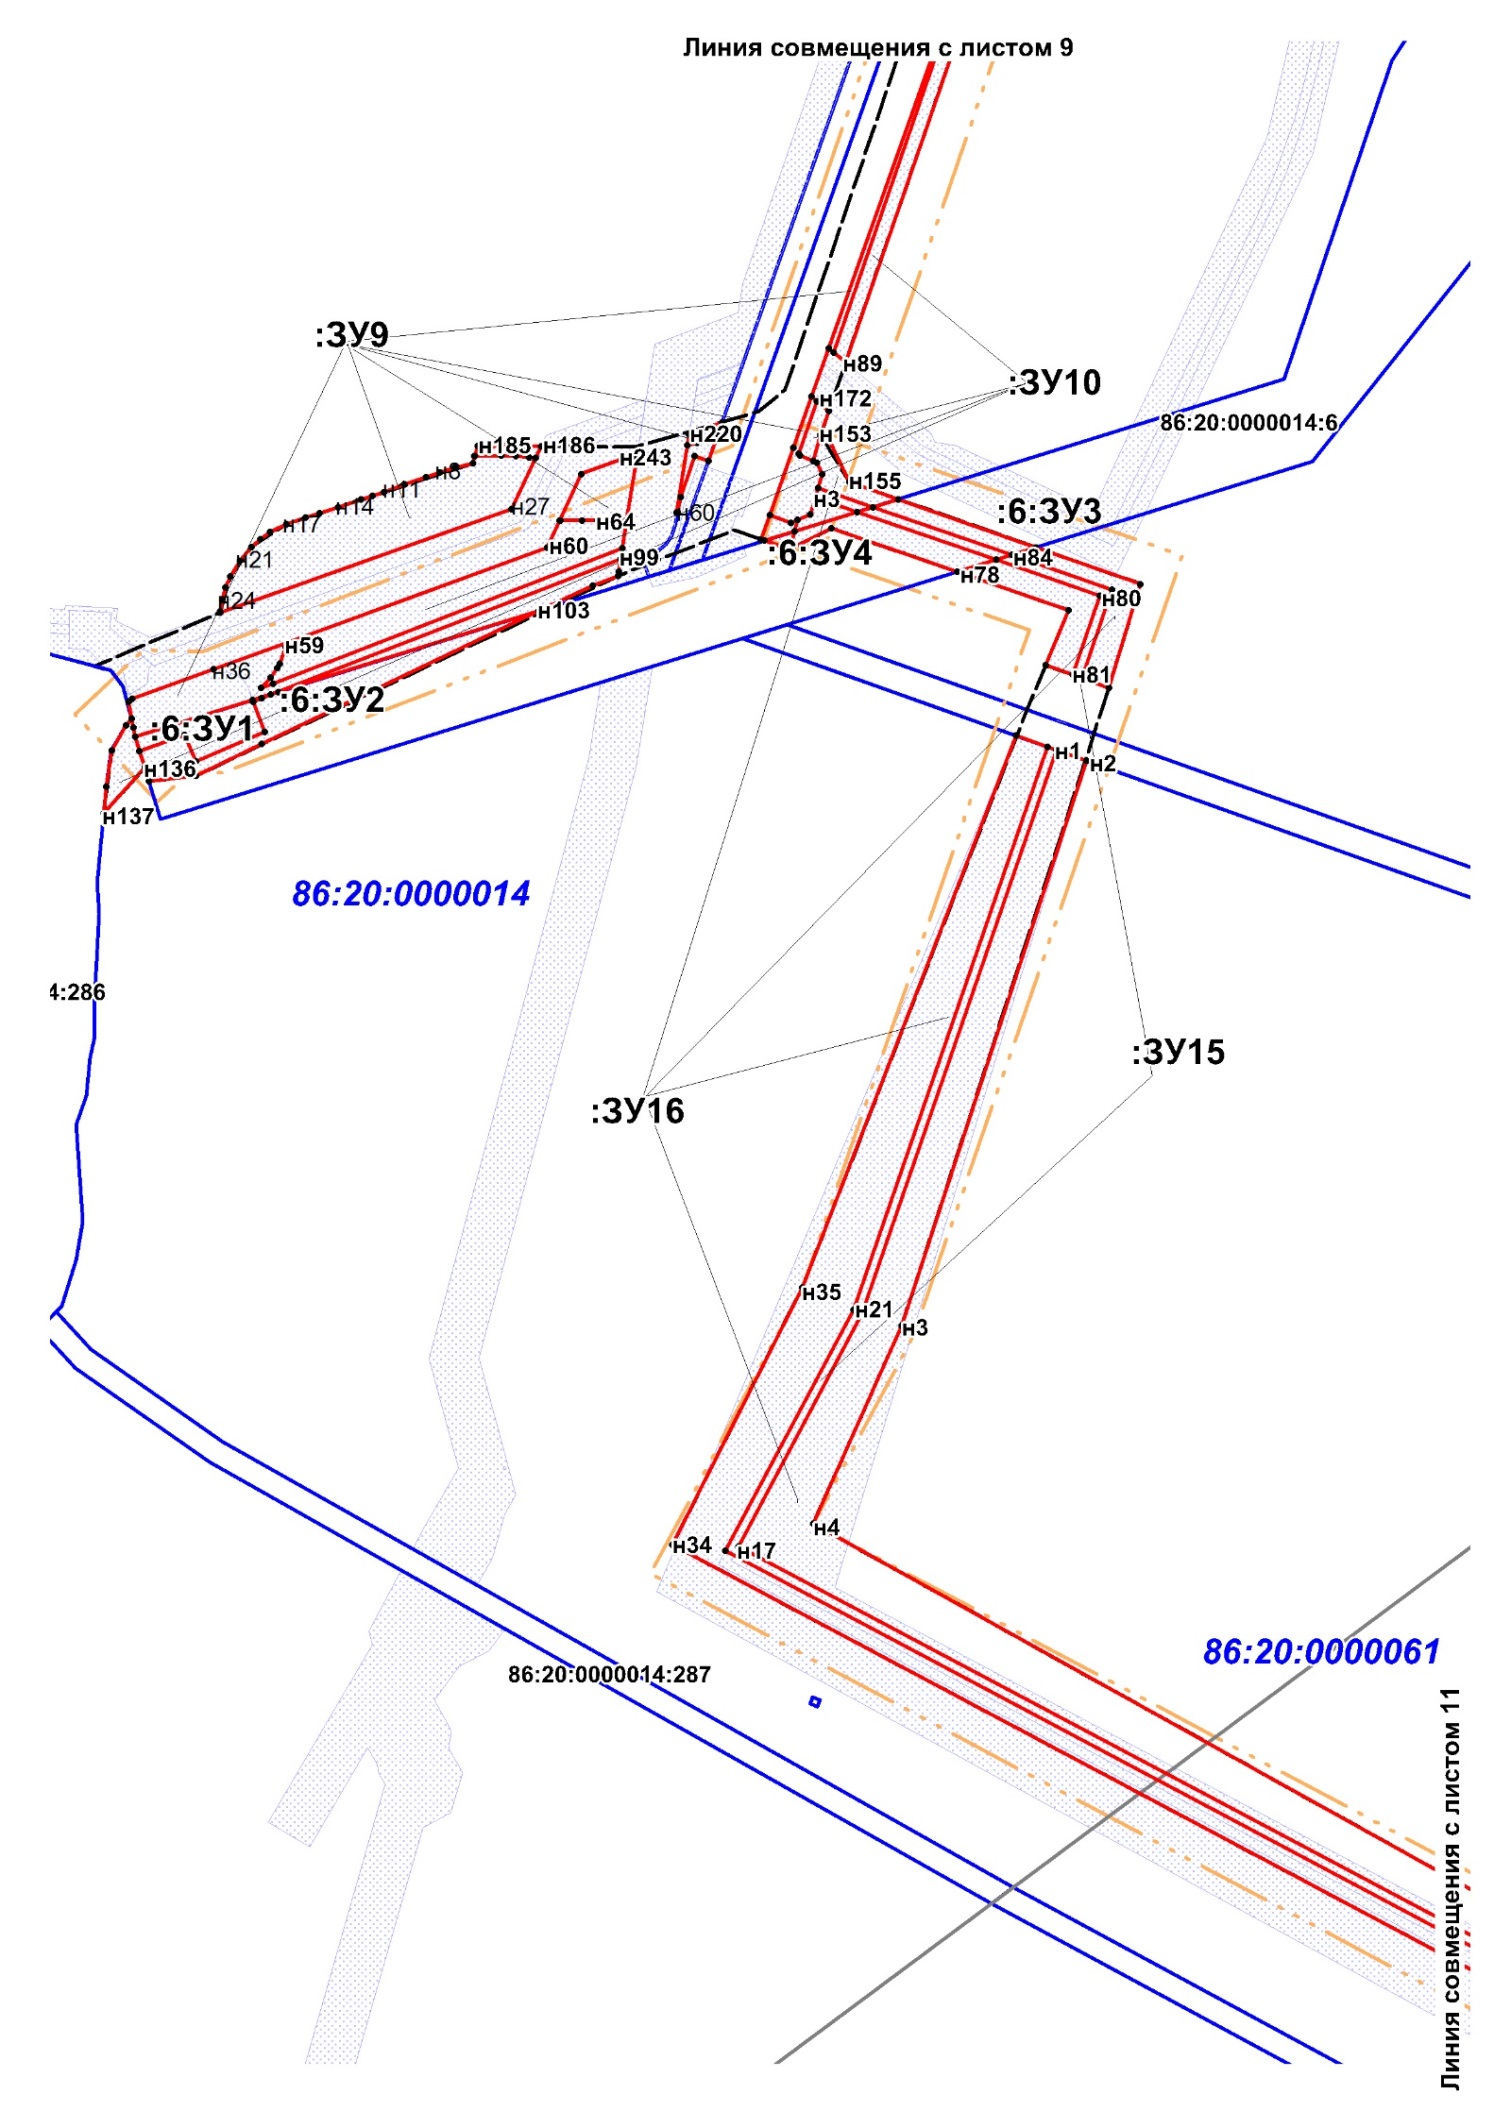 Линия совмещения с листом 9
:ЗУ9
н89
:ЗУ10
н172
86:20:0000014:6
н153
н220
н185
н186
н243
н8
н155
н11
н3
н14
н27
н60
:6:ЗУ3
н17
н64
н60
:6:ЗУ4
н99
н84
н21
н78
н24
н103
н80
н59
н36
н81
:6:ЗУ2
:6:ЗУ1
н1
н2
н136
н137
86:20:0000014
4:286
:ЗУ15
:ЗУ16
н35
н21
н3
н4
н34
н17
86:20:0000061
86:20:0000014:287
Линия совмещения с листом 11